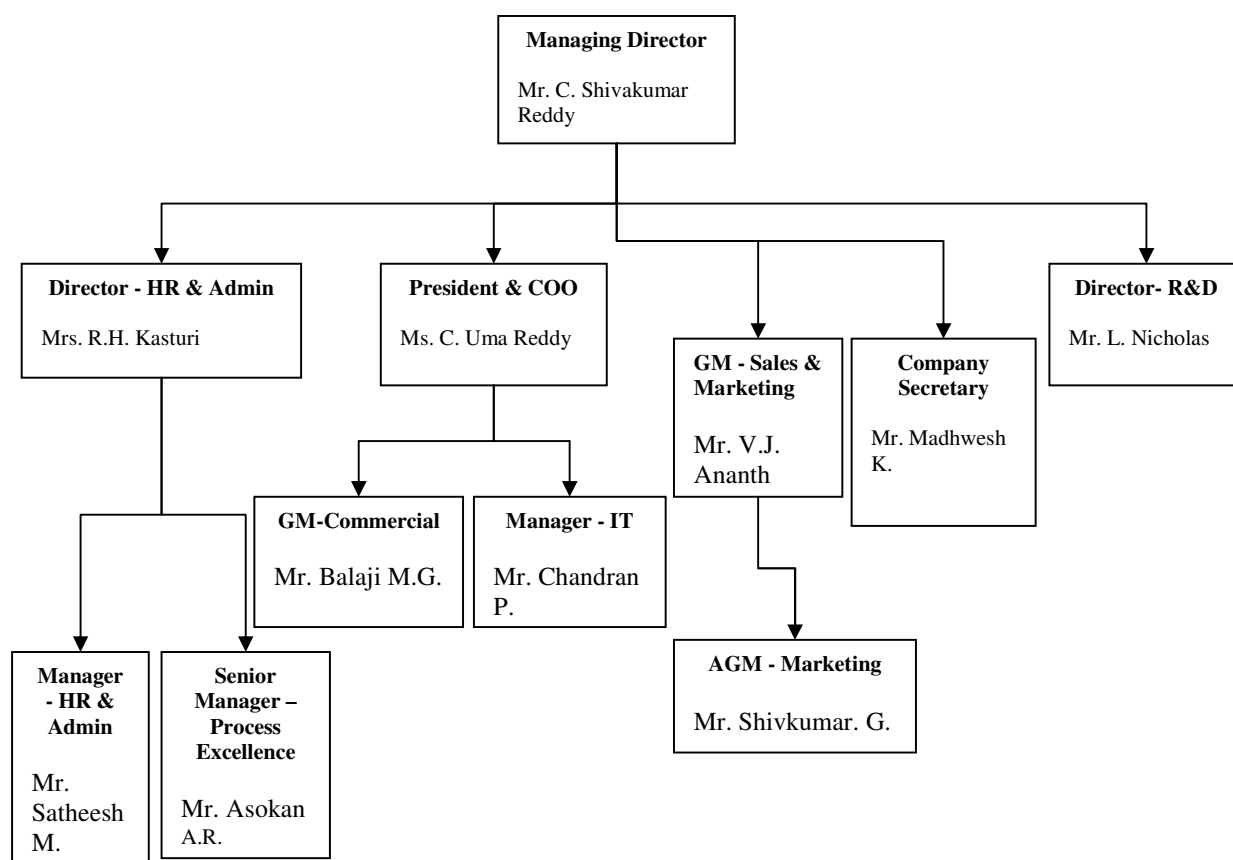 Managing Director
Mr. C. Shivakumar
Reddy
Director - HR & Admin
Mrs. R.H. Kasturi
President & COO
Ms. C. Uma Reddy
GM - Sales &
Marketing
Mr. V.J.
Ananth
Company
Secretary
Mr. Madhwesh
K.
Director- R&D
Mr. L. Nicholas
GM-Commercial
Mr. Balaji M.G.
Manager - IT
Mr. Chandran
P.
Manager
- HR &
Admin
Mr.
Satheesh
M.
Senior
Manager –
Process
Excellence
Mr. Asokan
A.R.
AGM - Marketing
Mr. Shivkumar. G.